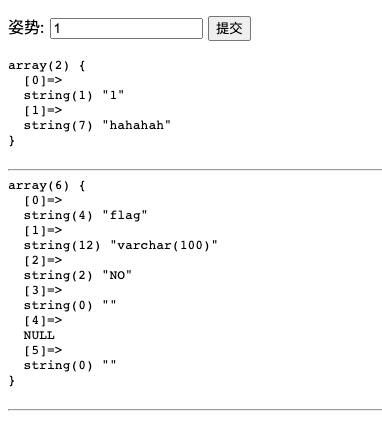 姿势: 1 提交
array(2) {
  [0]=>
  string(1) "1"
  [1]=>
  string(7) "hahahah"
}
array(6) {
  [0]=>
  string(4) "flag"
  [1]=>
  string(12) "varchar(100)"
  [2]=>
  string(2) "NO"
  [3]=>
  string(0) ""
  [4]=>
  NULL
  [5]=>
  string(0) ""
}